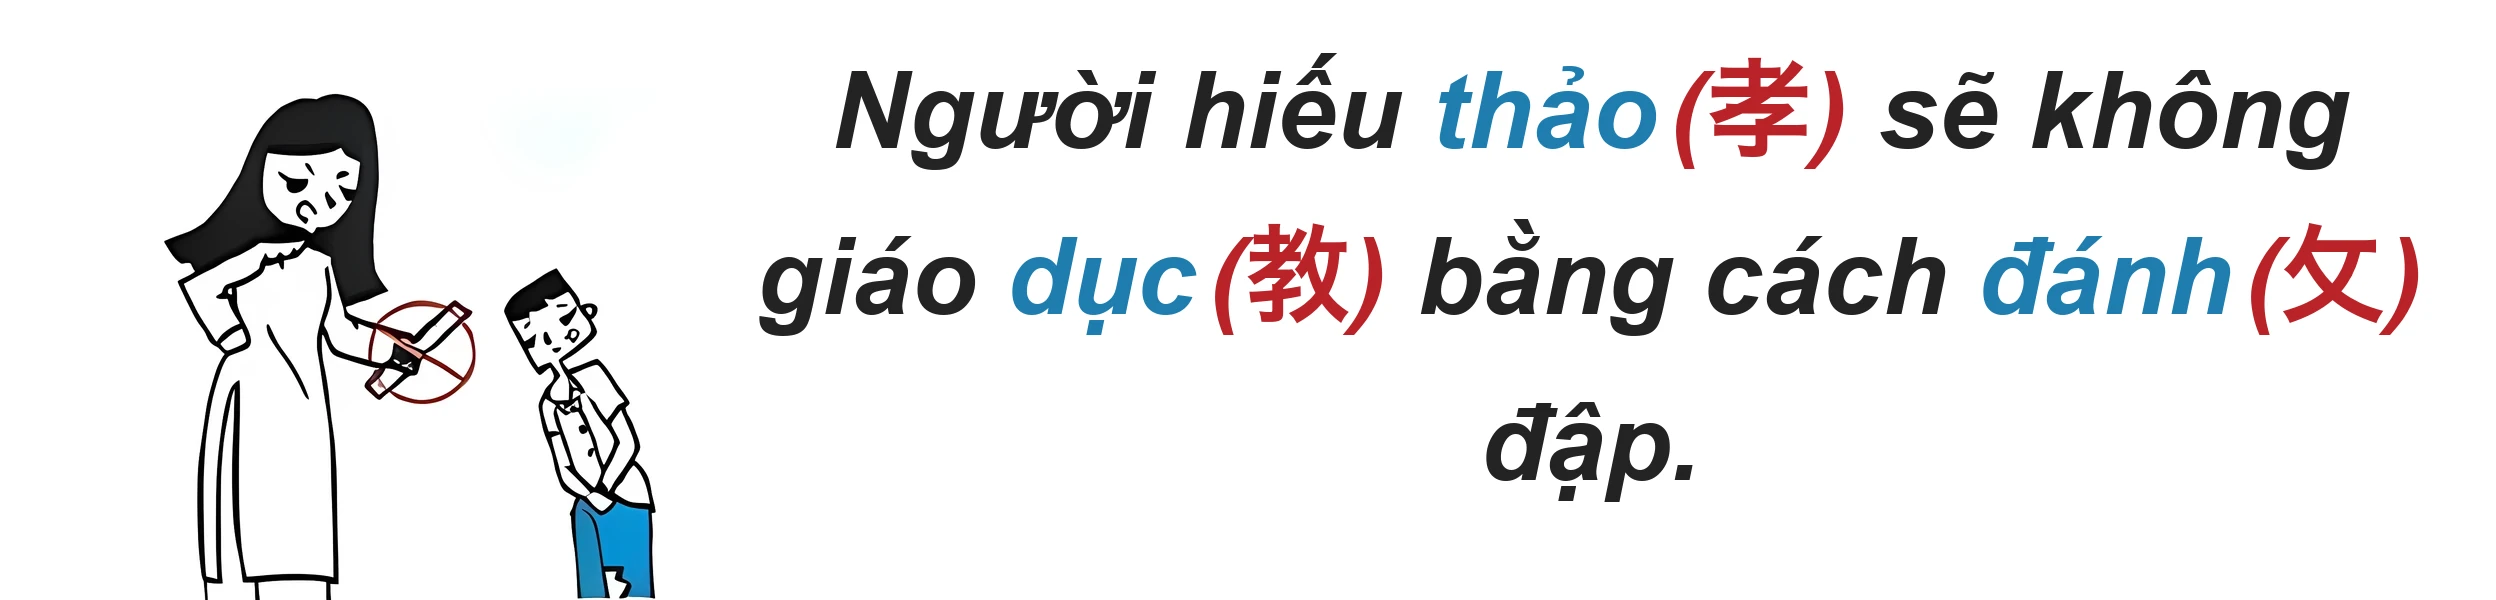 Người hiếu thảo(孝) sẽ không
giáo dục(教) bằng cách đánh(攵)
đập.